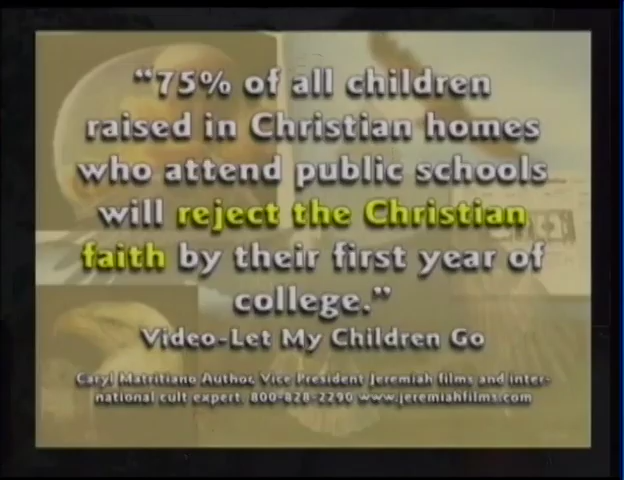 “75% of all children
raised in Christian homes
who attend public schools
will reject the Christian
faith by their first year of
college.”
Video-Let My Children Go
Caryl Matritiano Author, Vice President Jeremiah films and inter-
national cult expert. 800-828-2290 www.jeremiahfilms.com